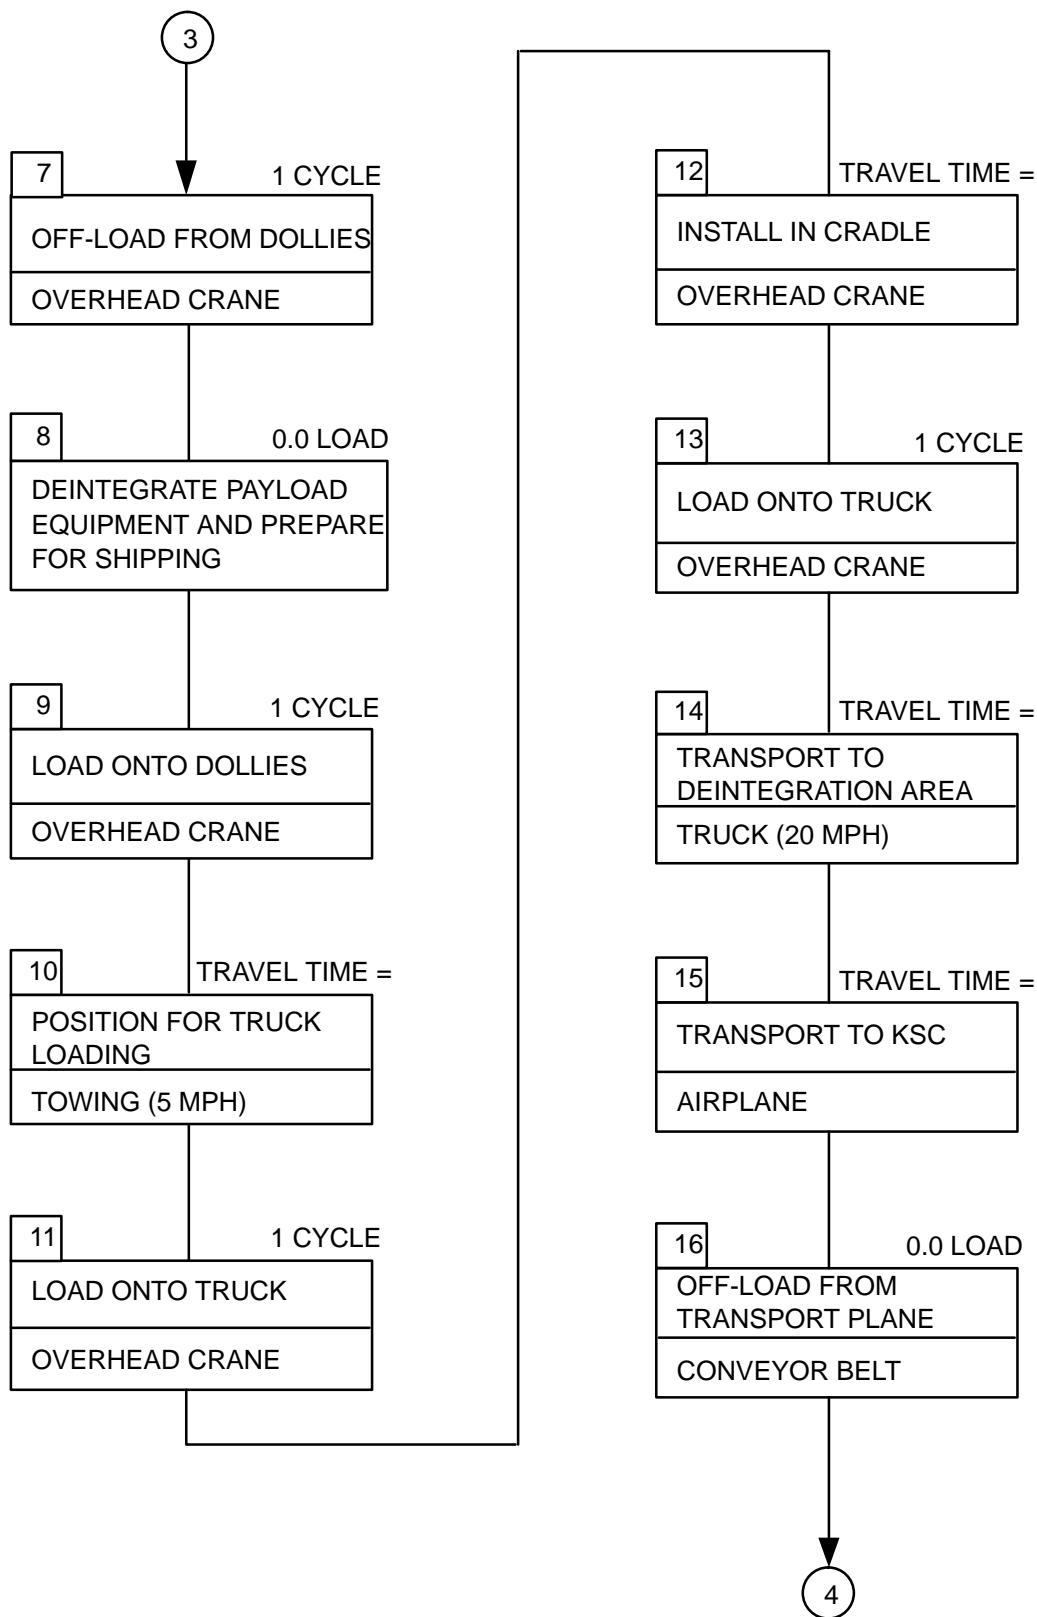 3
7
1 CYCLE
OFF-LOAD FROM DOLLIES
OVERHEAD CRANE
8
0.0 LOAD
DEINTEGRATE PAYLOAD
EQUIPMENT AND PREPARE
FOR SHIPPING
9
1 CYCLE
LOAD ONTO DOLLIES
OVERHEAD CRANE
10
TRAVEL TIME =
POSITION FOR TRUCK
LOADING
TOWING (5 MPH)
11
1 CYCLE
LOAD ONTO TRUCK
OVERHEAD CRANE
12
TRAVEL TIME =
INSTALL IN CRADLE
OVERHEAD CRANE
13
1 CYCLE
LOAD ONTO TRUCK
OVERHEAD CRANE
14
TRAVEL TIME =
TRANSPORT TO
DEINTEGRATION AREA
TRUCK (20 MPH)
15
TRAVEL TIME =
TRANSPORT TO KSC
AIRPLANE
16
0.0 LOAD
OFF-LOAD FROM
TRANSPORT PLANE
CONVEYOR BELT
4